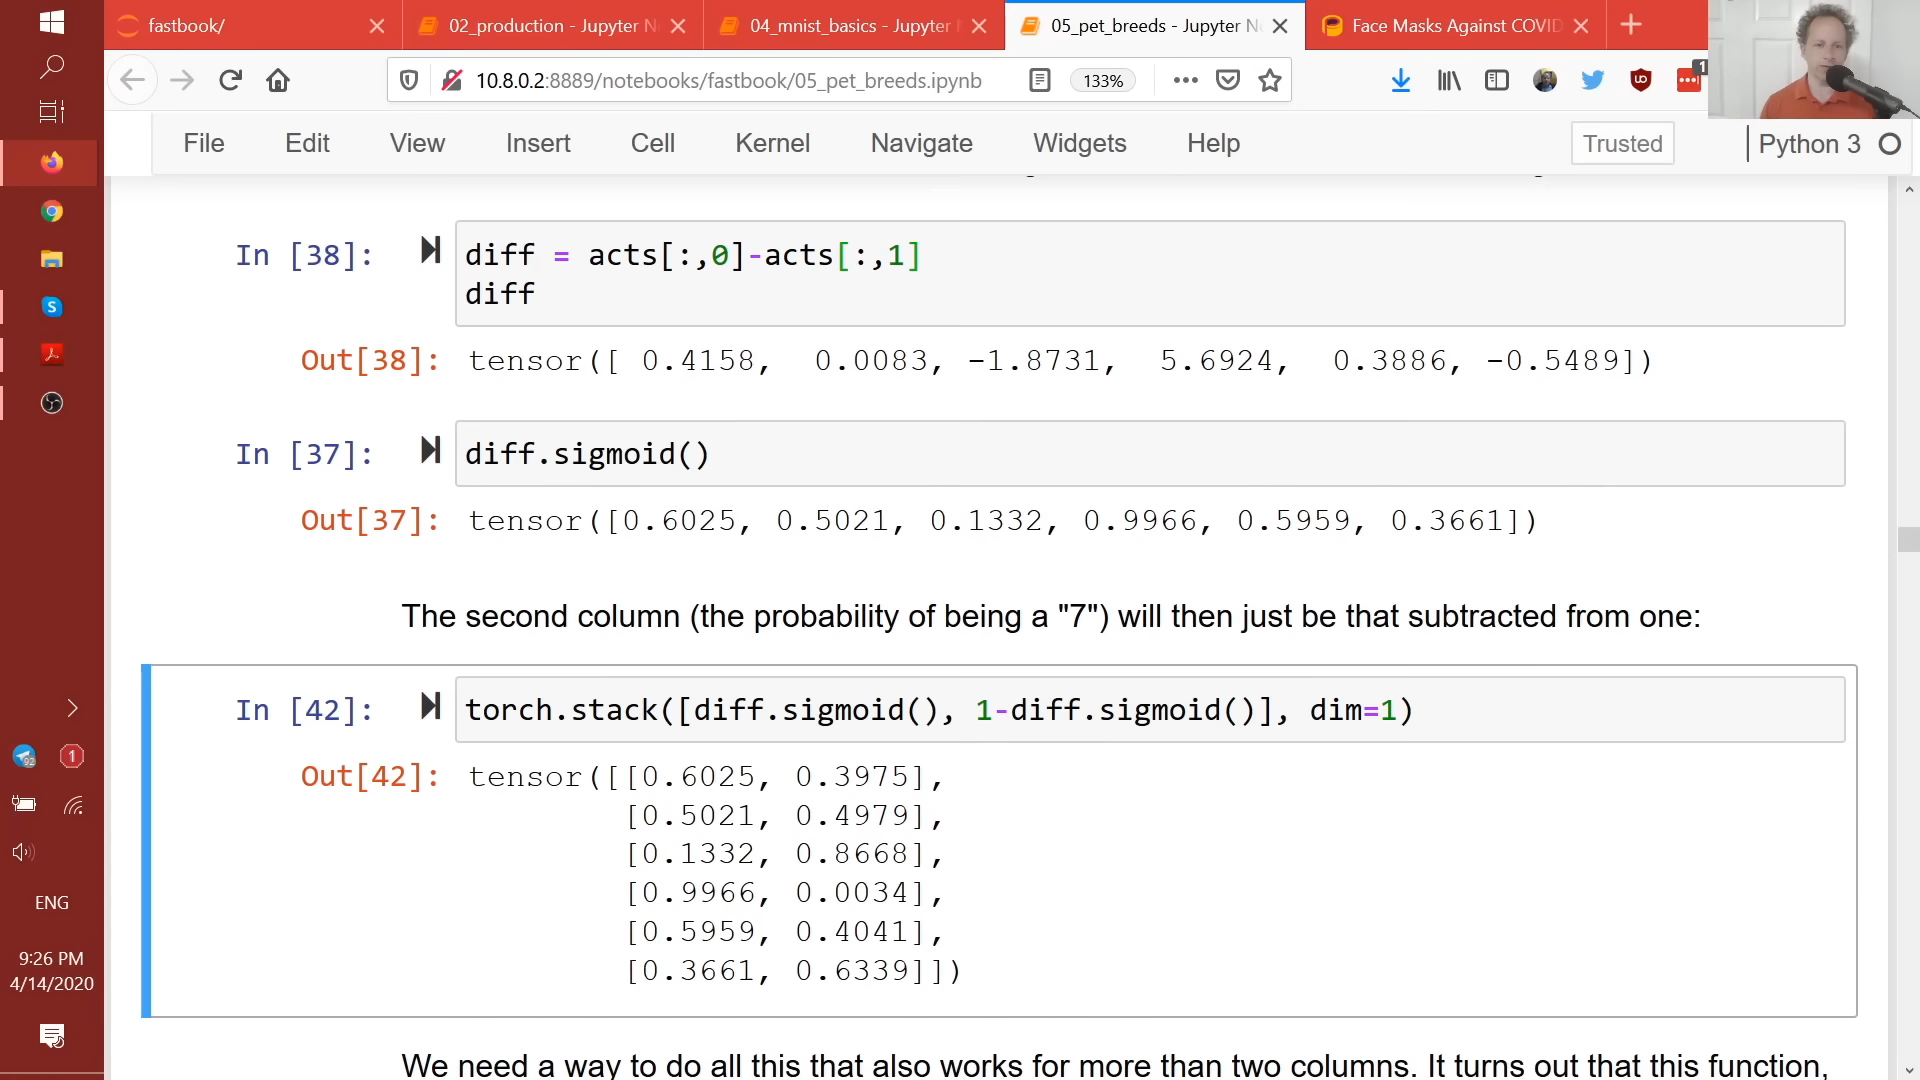 fastbook/
02_production - Jupyter N
04_mnist_basics - Jupyter
05_pet_breeds - Jupyter N
Face Masks Against COVID
10.8.0.2:8889/notebooks/fastbook/05_pet_breeds.ipynb
133%
1
File Edit View Insert Cell Kernel Navigate Widgets Help
Trusted
Python 3
In [38]: diff = acts[:,0]-acts[:,1]
diff
Out[38]: tensor([ 0.4158, 0.0083, -1.8731, 5.6924, 0.3886, -0.5489])
In [37]: diff.sigmoid()
Out[37]: tensor([0.6025, 0.5021, 0.1332, 0.9966, 0.5959, 0.3661])
The second column (the probability of being a "7") will then just be that subtracted from one:
In [42]: torch.stack([diff.sigmoid(), 1-diff.sigmoid()], dim=1)
Out[42]: tensor([[0.6025, 0.3975],
[0.5021, 0.4979],
[0.1332, 0.8668],
[0.9966, 0.0034],
[0.5959, 0.4041],
[0.3661, 0.6339]])
We need a way to do all this that also works for more than two columns. It turns out that this function,
92
1
ENG
9:26 PM
4/14/2020